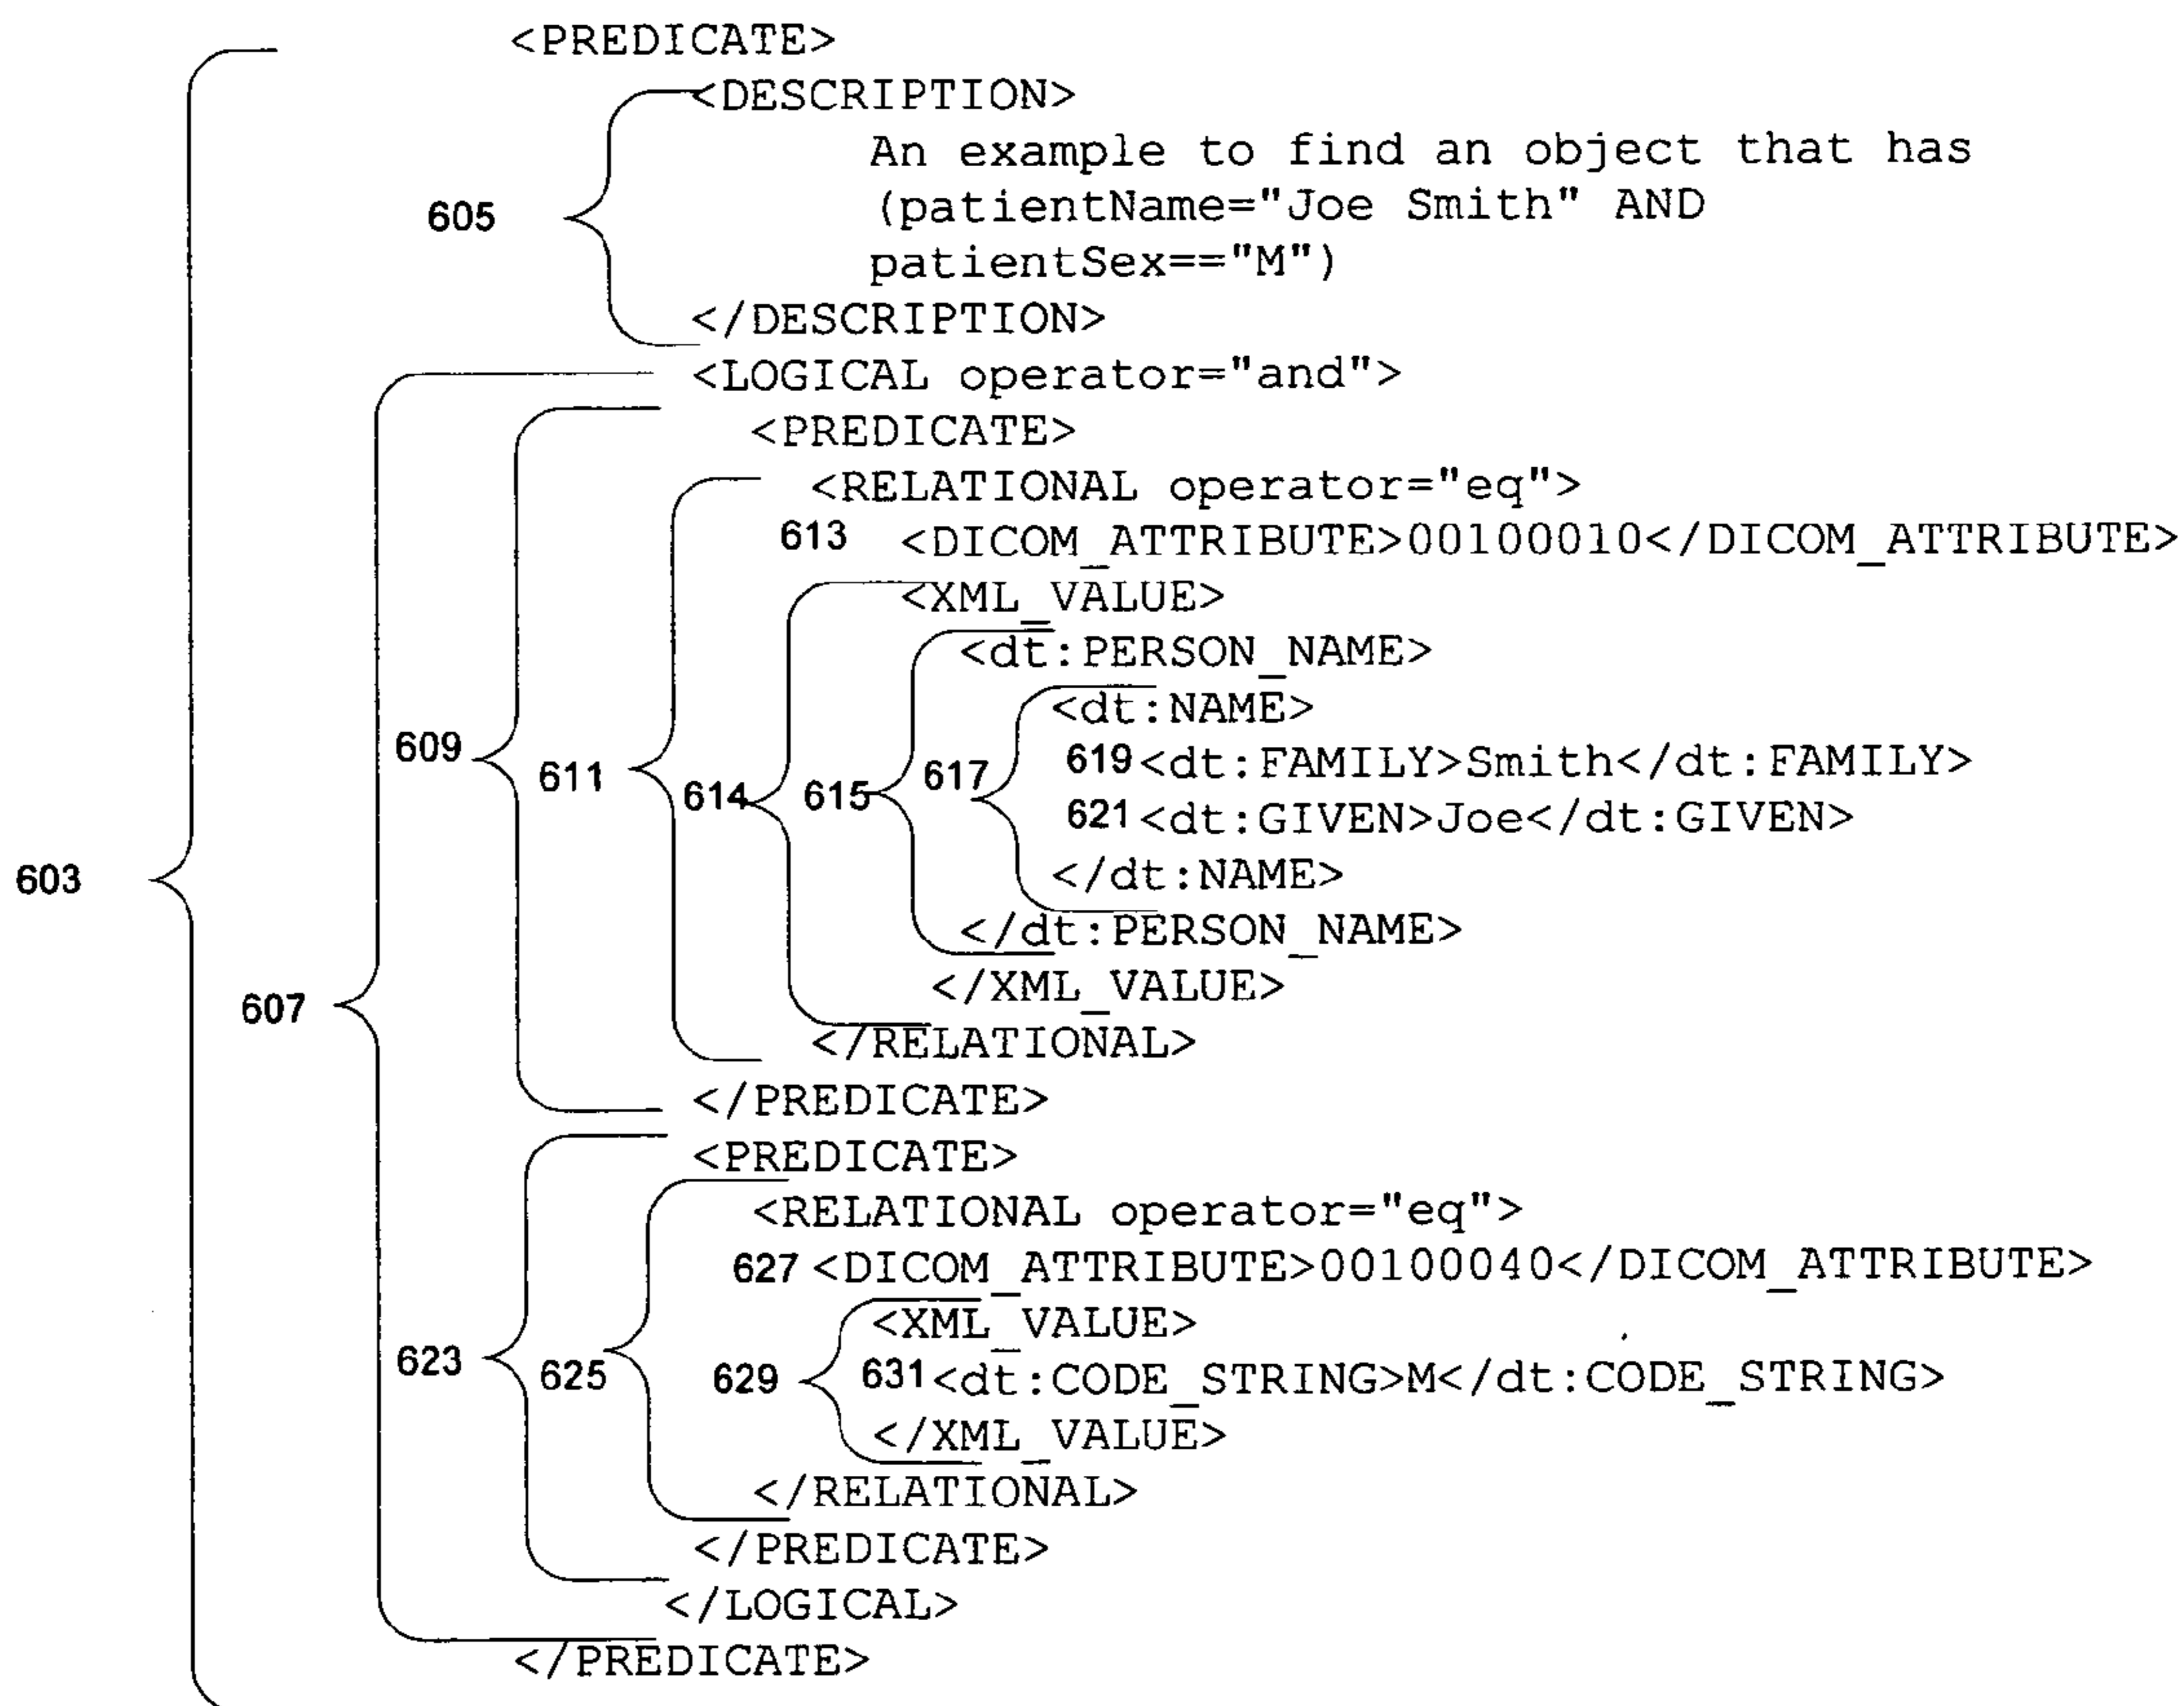 <PREDICATE>
<DESCRIPTION>
An example to find an object that has
605 (patientName="Joe Smith" AND
patientSex=="M")
</DESCRIPTION>
<LOGICAL operator="and">
<PREDICATE>
<RELATIONAL operator="eq">
613 <DICOM_ATTRIBUTE>00100010</DICOM_ATTRIBUTE>
<XML_VALUE>
<dt:PERSON_NAME>
<dt:NAME>
609 611 614 615 617 619 <dt:FAMILY>Smith</dt:FAMILY>
621 <dt:GIVEN>Joe</dt:GIVEN>
603 </dt:NAME>
</dt:PERSON_NAME>
607 </XML_VALUE>
</RELATIONAL>
</PREDICATE>
<PREDICATE>
<RELATIONAL operator="eq">
627 <DICOM_ATTRIBUTE>00100040</DICOM_ATTRIBUTE>
<XML_VALUE>
623 625 629 631 <dt:CODE_STRING>M</dt:CODE_STRING>
</XML_VALUE>
</RELATIONAL>
</PREDICATE>
</LOGICAL>
</PREDICATE>